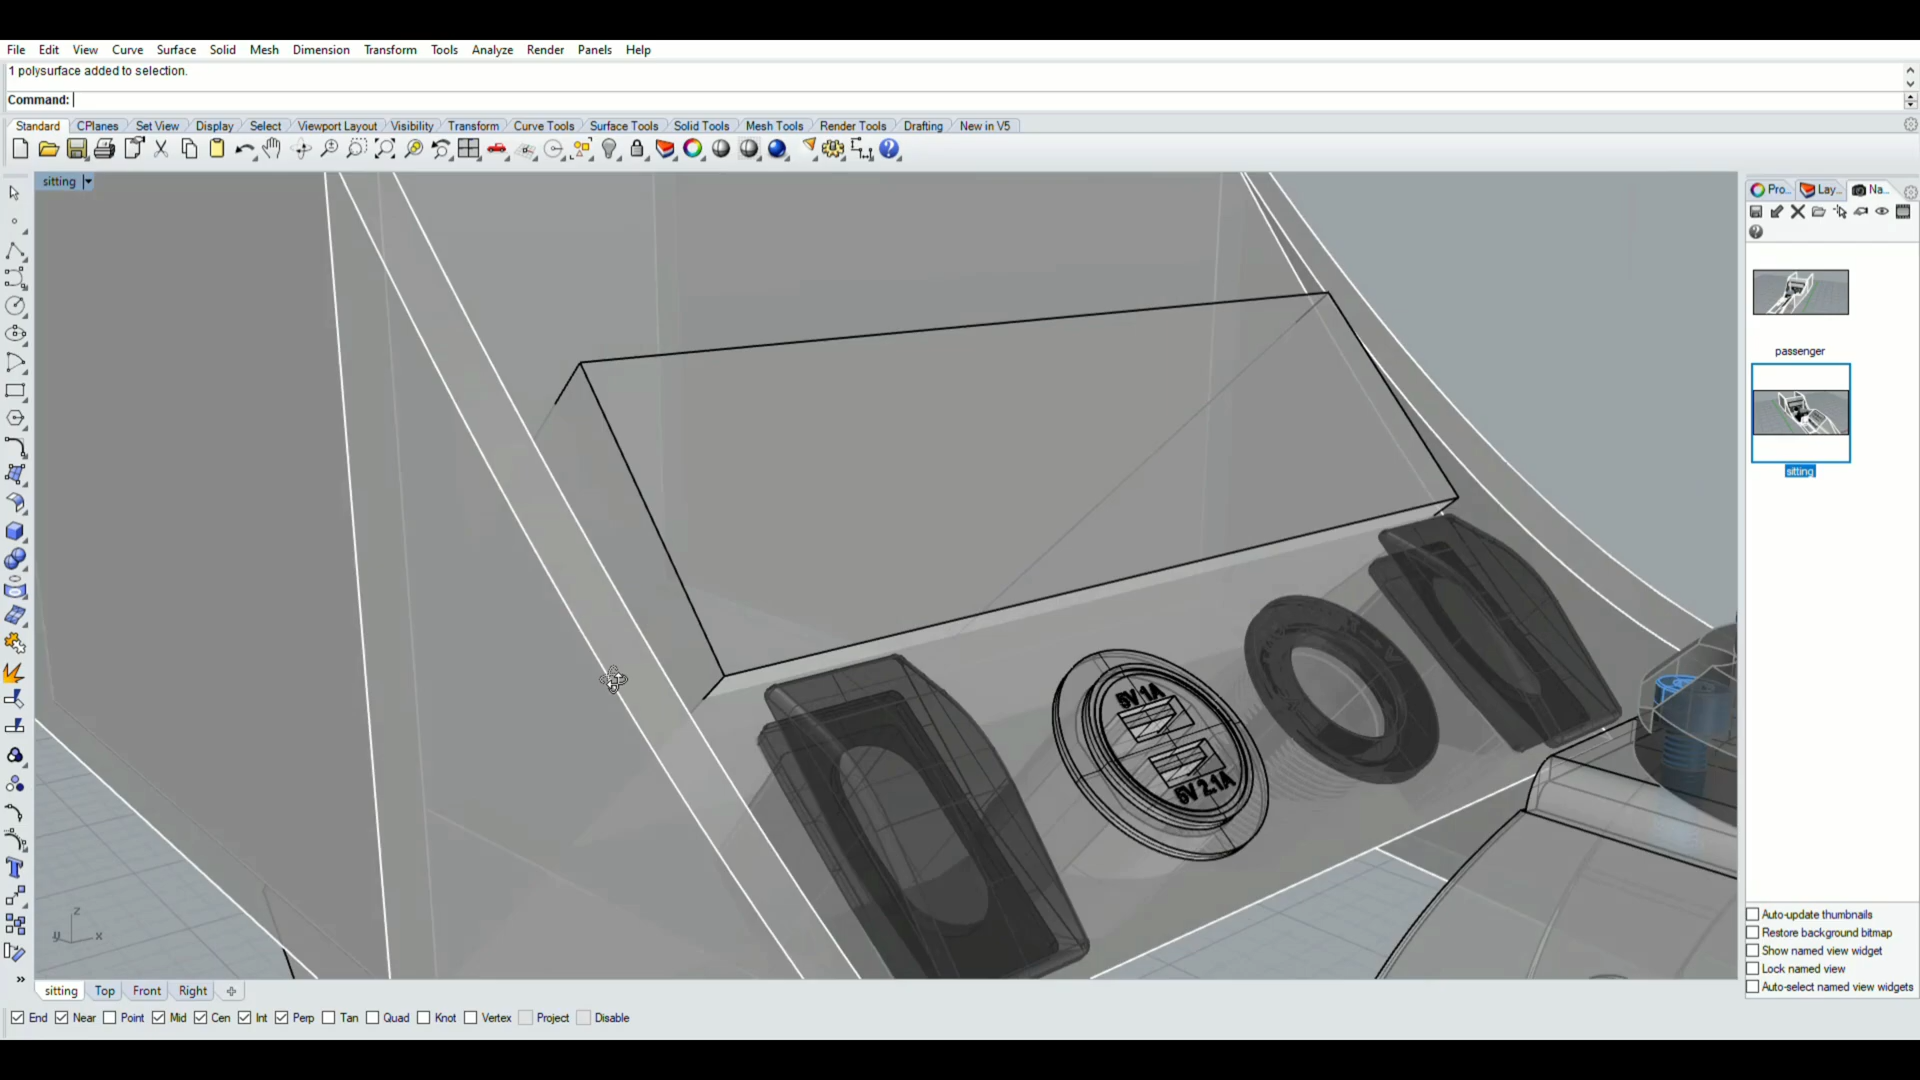 File Edit View Curve Surface Solid Mesh Dimension Transform Tools Analyze Render Panels Help
1 polysurface added to selection.
Command:
Standard CPlanes Set View Display Select Viewport Layout Visibility Transform Curve Tools Surface Tools Solid Tools Mesh Tools Render Tools Drafting New in V5
sitting
Pro... Lay... Na...
passenger
sitting
5V 1A
5V 2.1A
z
y x
Auto-update thumbnails
Restore background bitmap
Show named view widget
Lock named view
Auto-select named view widgets
sitting Top Front Right
End Near Point Mid Cen Int Perp Tan Quad Knot Vertex Project Disable